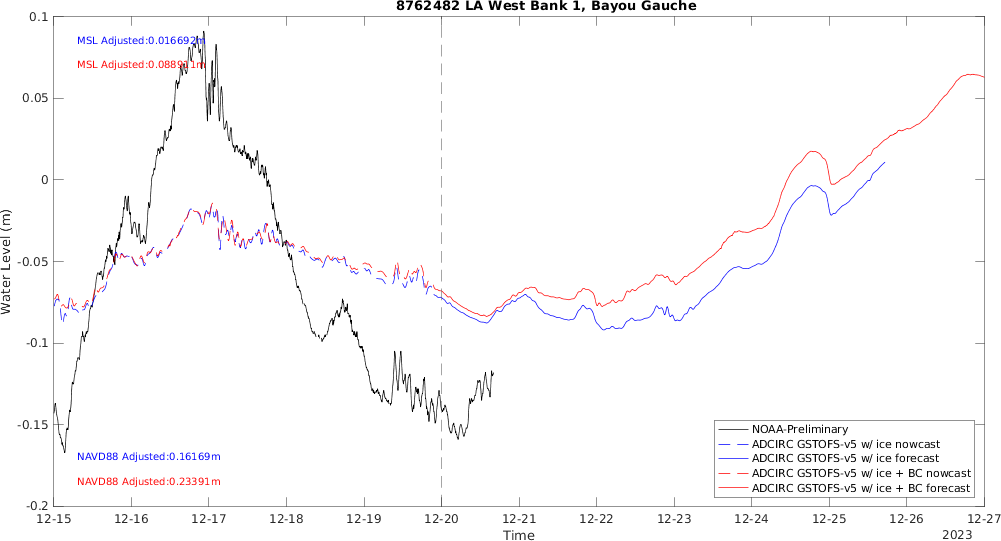 8762482 LA West Bank 1, Bayou Gauche
MSL Adjusted:0.016692m
NAVD88 Adjusted:0.16169m
NAVD88 Adjusted:0.23391m
Water Level (m)
0.1
0.05
0
-0.05
-0.1
-0.15
-0.2
NOAA-Preliminary
ADCIRC GSTOFS-v5 w/ ice nowcast
ADCIRC GSTOFS-v5 w/ ice forecast
ADCIRC GSTOFS-v5 w/ ice + BC nowcast
ADCIRC GSTOFS-v5 w/ ice + BC forecast
12-15 12-16 12-17 12-18 12-19 12-20 12-21 12-22 12-23 12-24 12-25 12-26 12-27
Time
2023